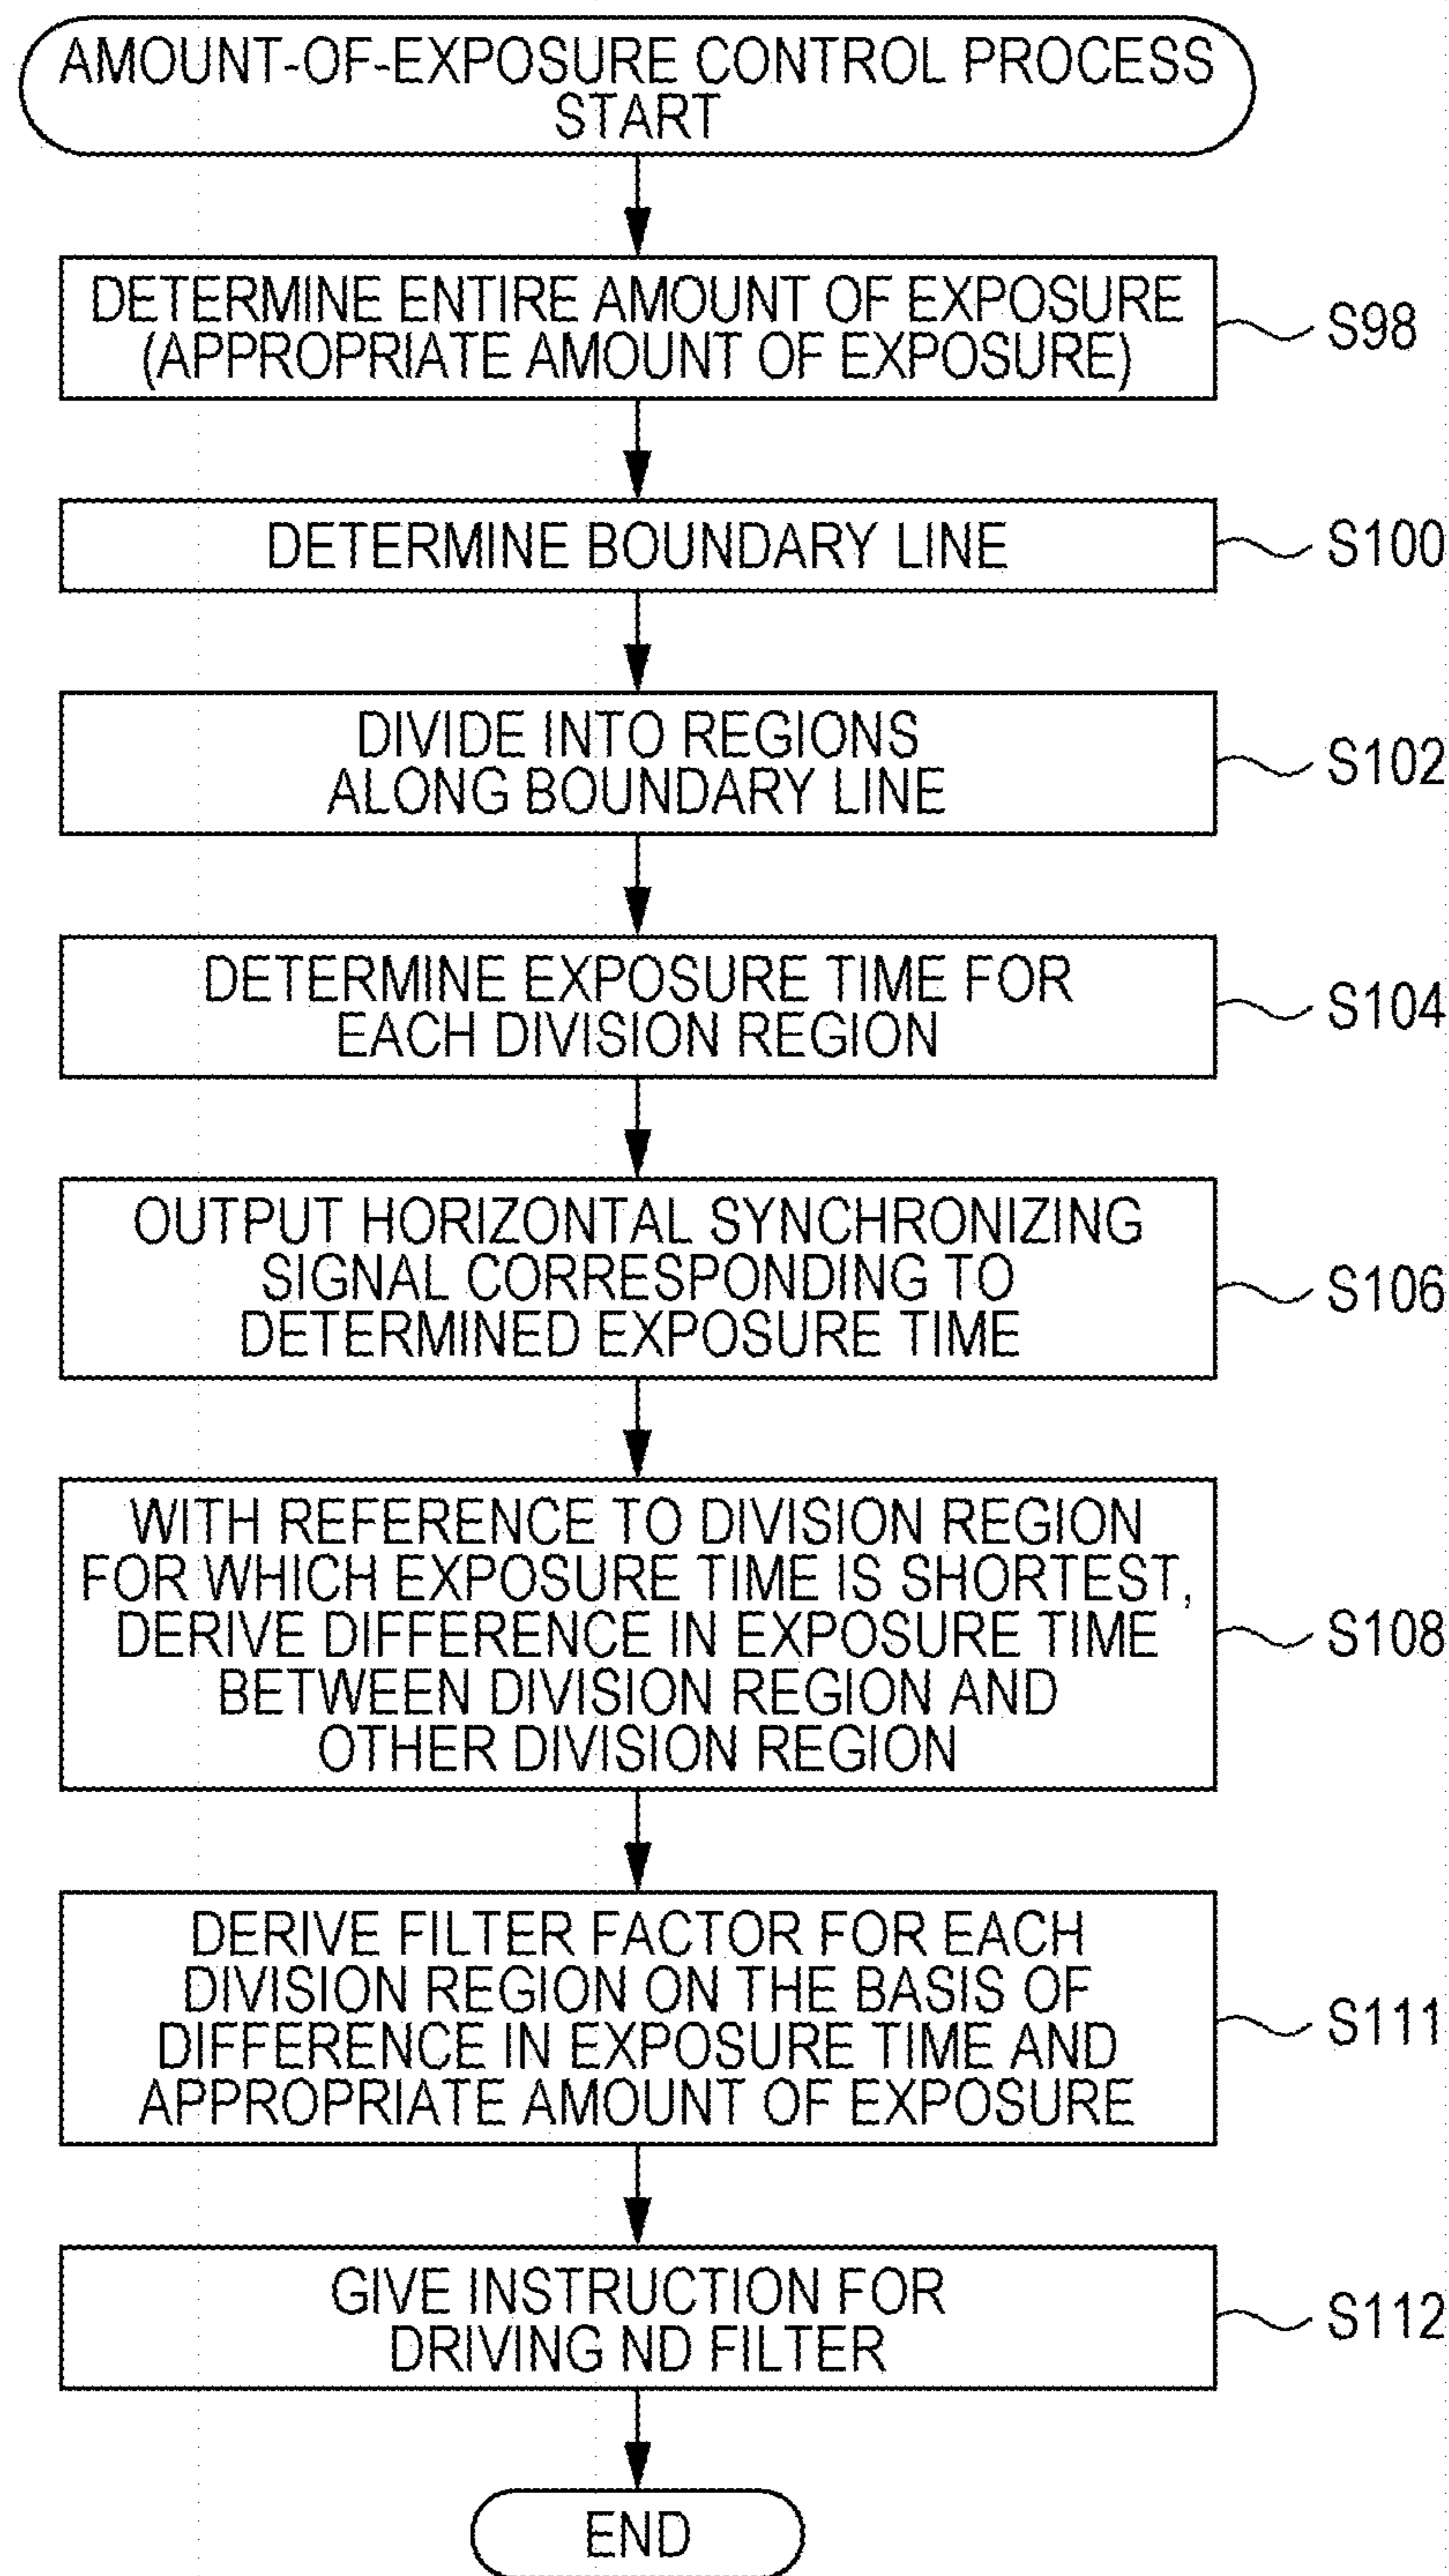 AMOUNT-OF-EXPOSURE CONTROL PROCESS
START
DETERMINE ENTIRE AMOUNT OF EXPOSURE
(APPROPRIATE AMOUNT OF EXPOSURE)
S98
DETERMINE BOUNDARY LINE
S100
DIVIDE INTO REGIONS
ALONG BOUNDARY LINE
S102
DETERMINE EXPOSURE TIME FOR
EACH DIVISION REGION
S104
OUTPUT HORIZONTAL SYNCHRONIZING
SIGNAL CORRESPONDING TO
DETERMINED EXPOSURE TIME
S106
WITH REFERENCE TO DIVISION REGION
FOR WHICH EXPOSURE TIME IS SHORTEST,
DERIVE DIFFERENCE IN EXPOSURE TIME
BETWEEN DIVISION REGION AND
OTHER DIVISION REGION
S108
DERIVE FILTER FACTOR FOR EACH
DIVISION REGION ON THE BASIS OF
DIFFERENCE IN EXPOSURE TIME AND
APPROPRIATE AMOUNT OF EXPOSURE
S111
GIVE INSTRUCTION FOR
DRIVING ND FILTER
S112
END